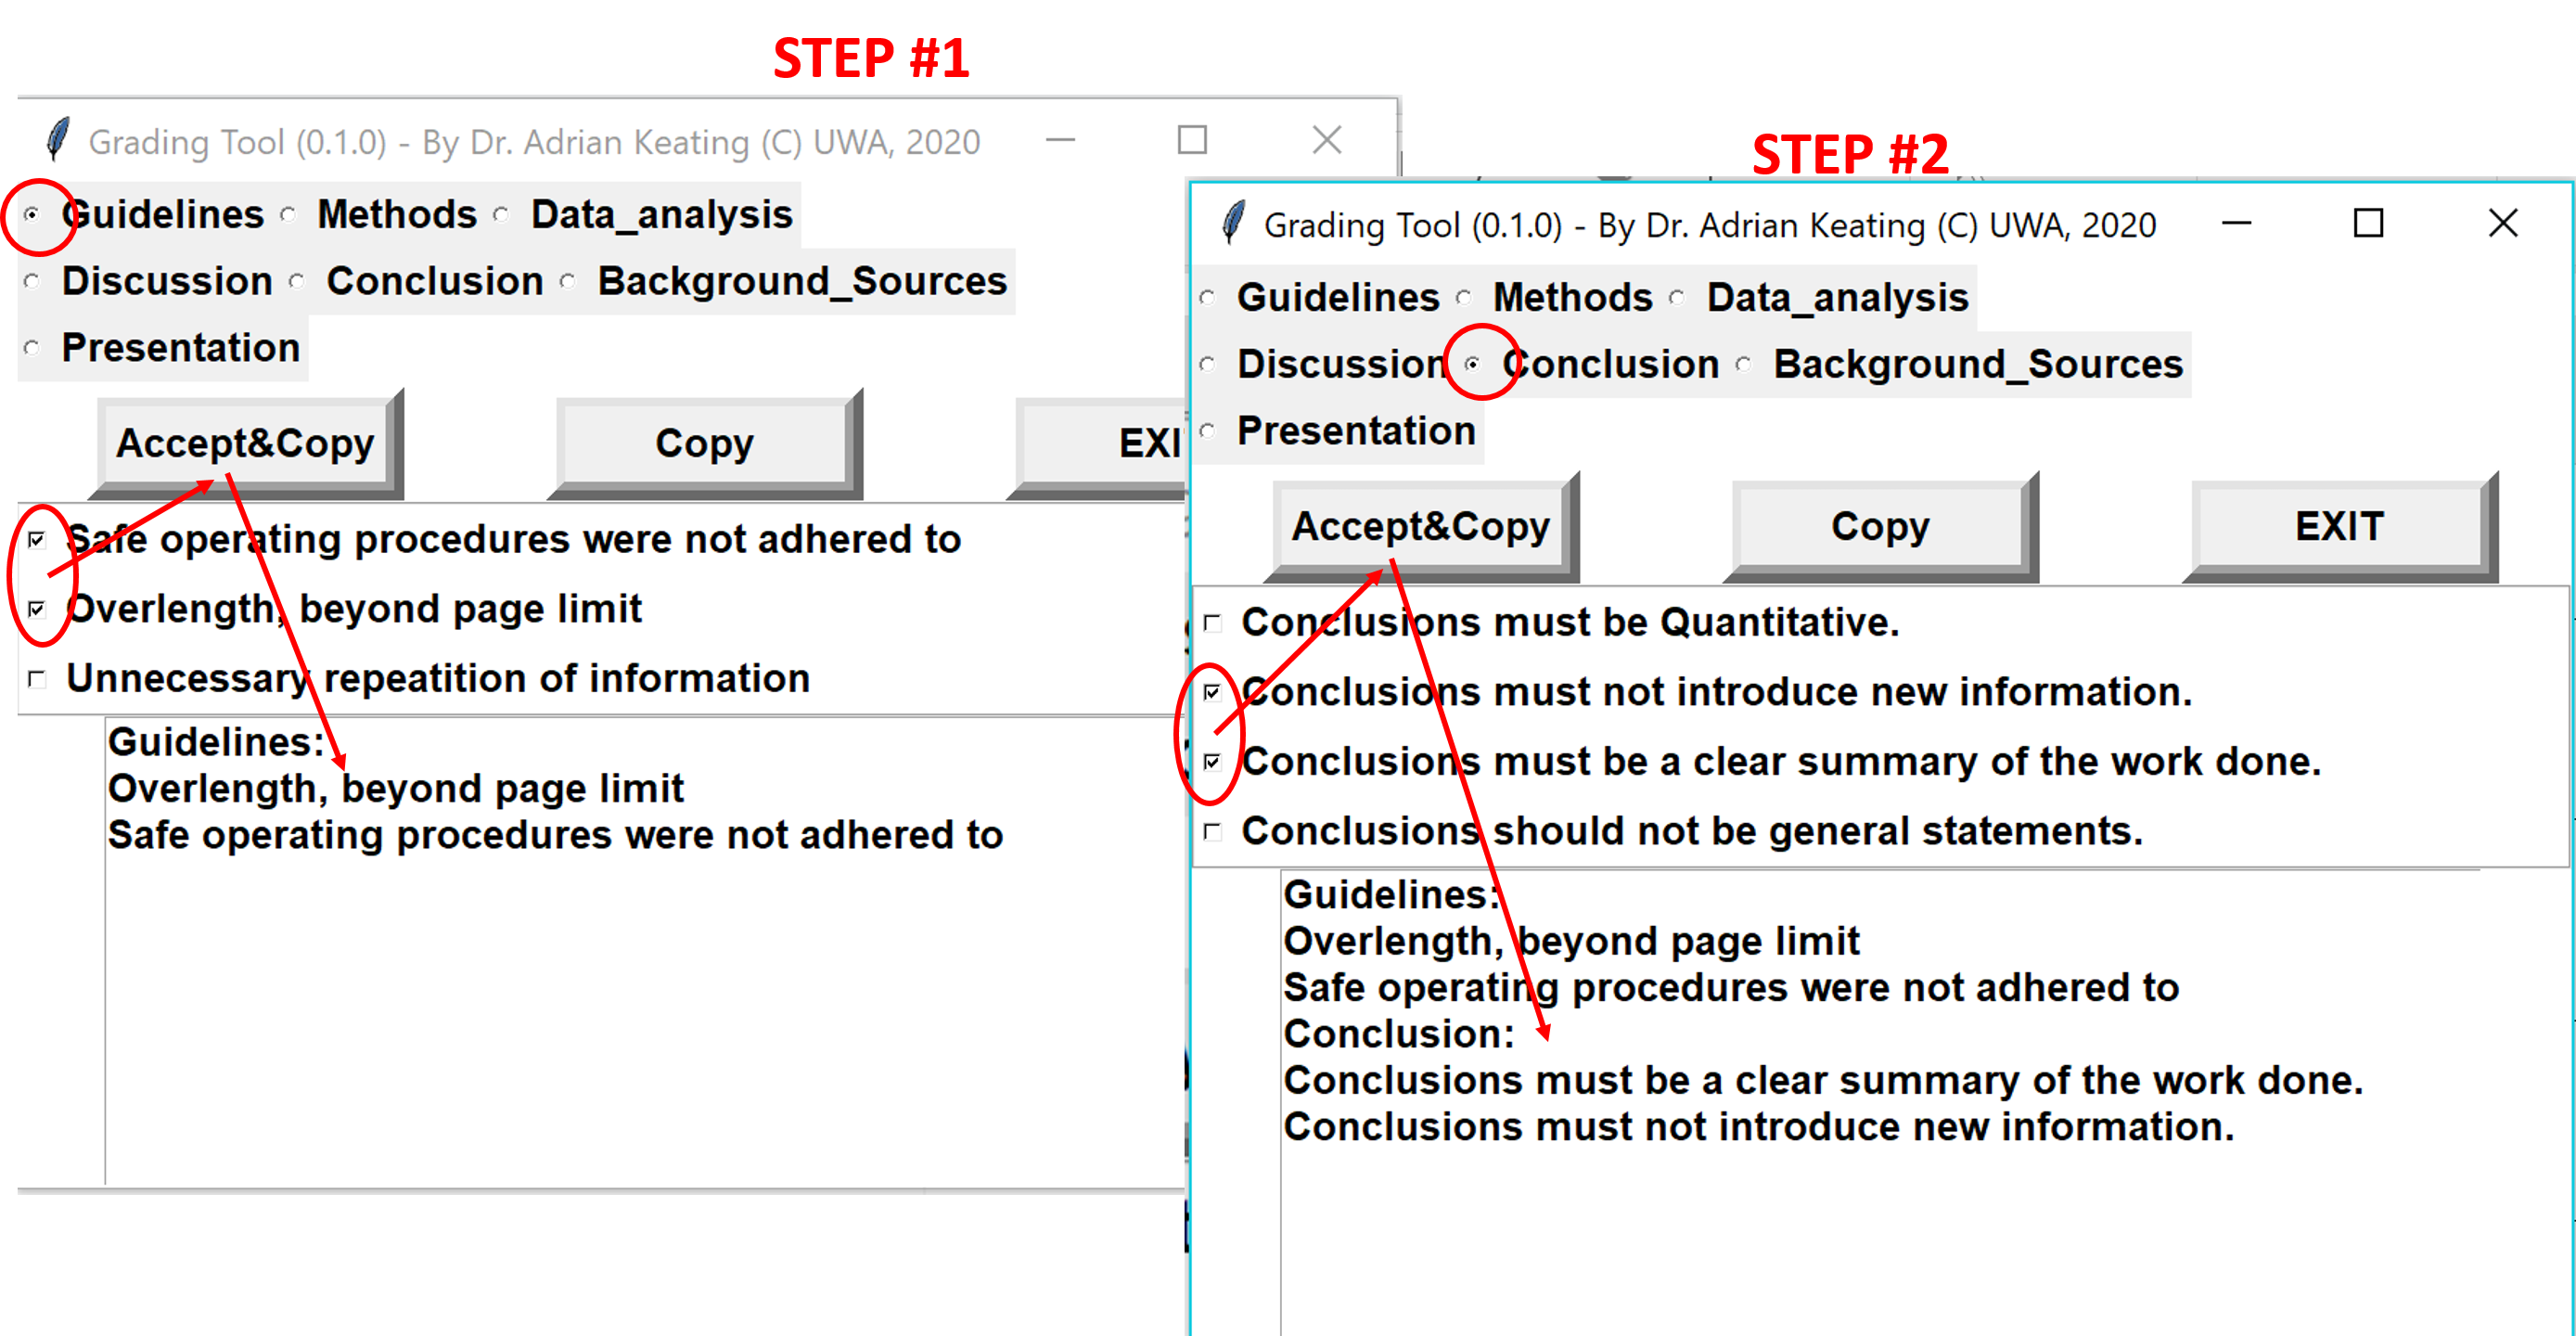 STEP #1
Grading Tool (0.1.0) - By Dr. Adrian Keating (C) UWA, 2020
Guidelines Methods Data_analysis
Discussion Conclusion Background_Sources
Presentation
Accept&Copy Copy EXI
Safe operating procedures were not adhered to
Overlength, beyond page limit
Unnecessary repeatition of information
Guidelines:
Overlength, beyond page limit
Safe operating procedures were not adhered to
STEP #2
Grading Tool (0.1.0) - By Dr. Adrian Keating (C) UWA, 2020
Guidelines Methods Data_analysis
Discussion Conclusion Background_Sources
Presentation
Accept&Copy Copy EXIT
Conclusions must be Quantitative.
Conclusions must not introduce new information.
Conclusions must be a clear summary of the work done.
Conclusions should not be general statements.
Guidelines:
Overlength, beyond page limit
Safe operating procedures were not adhered to
Conclusion:
Conclusions must be a clear summary of the work done.
Conclusions must not introduce new information.